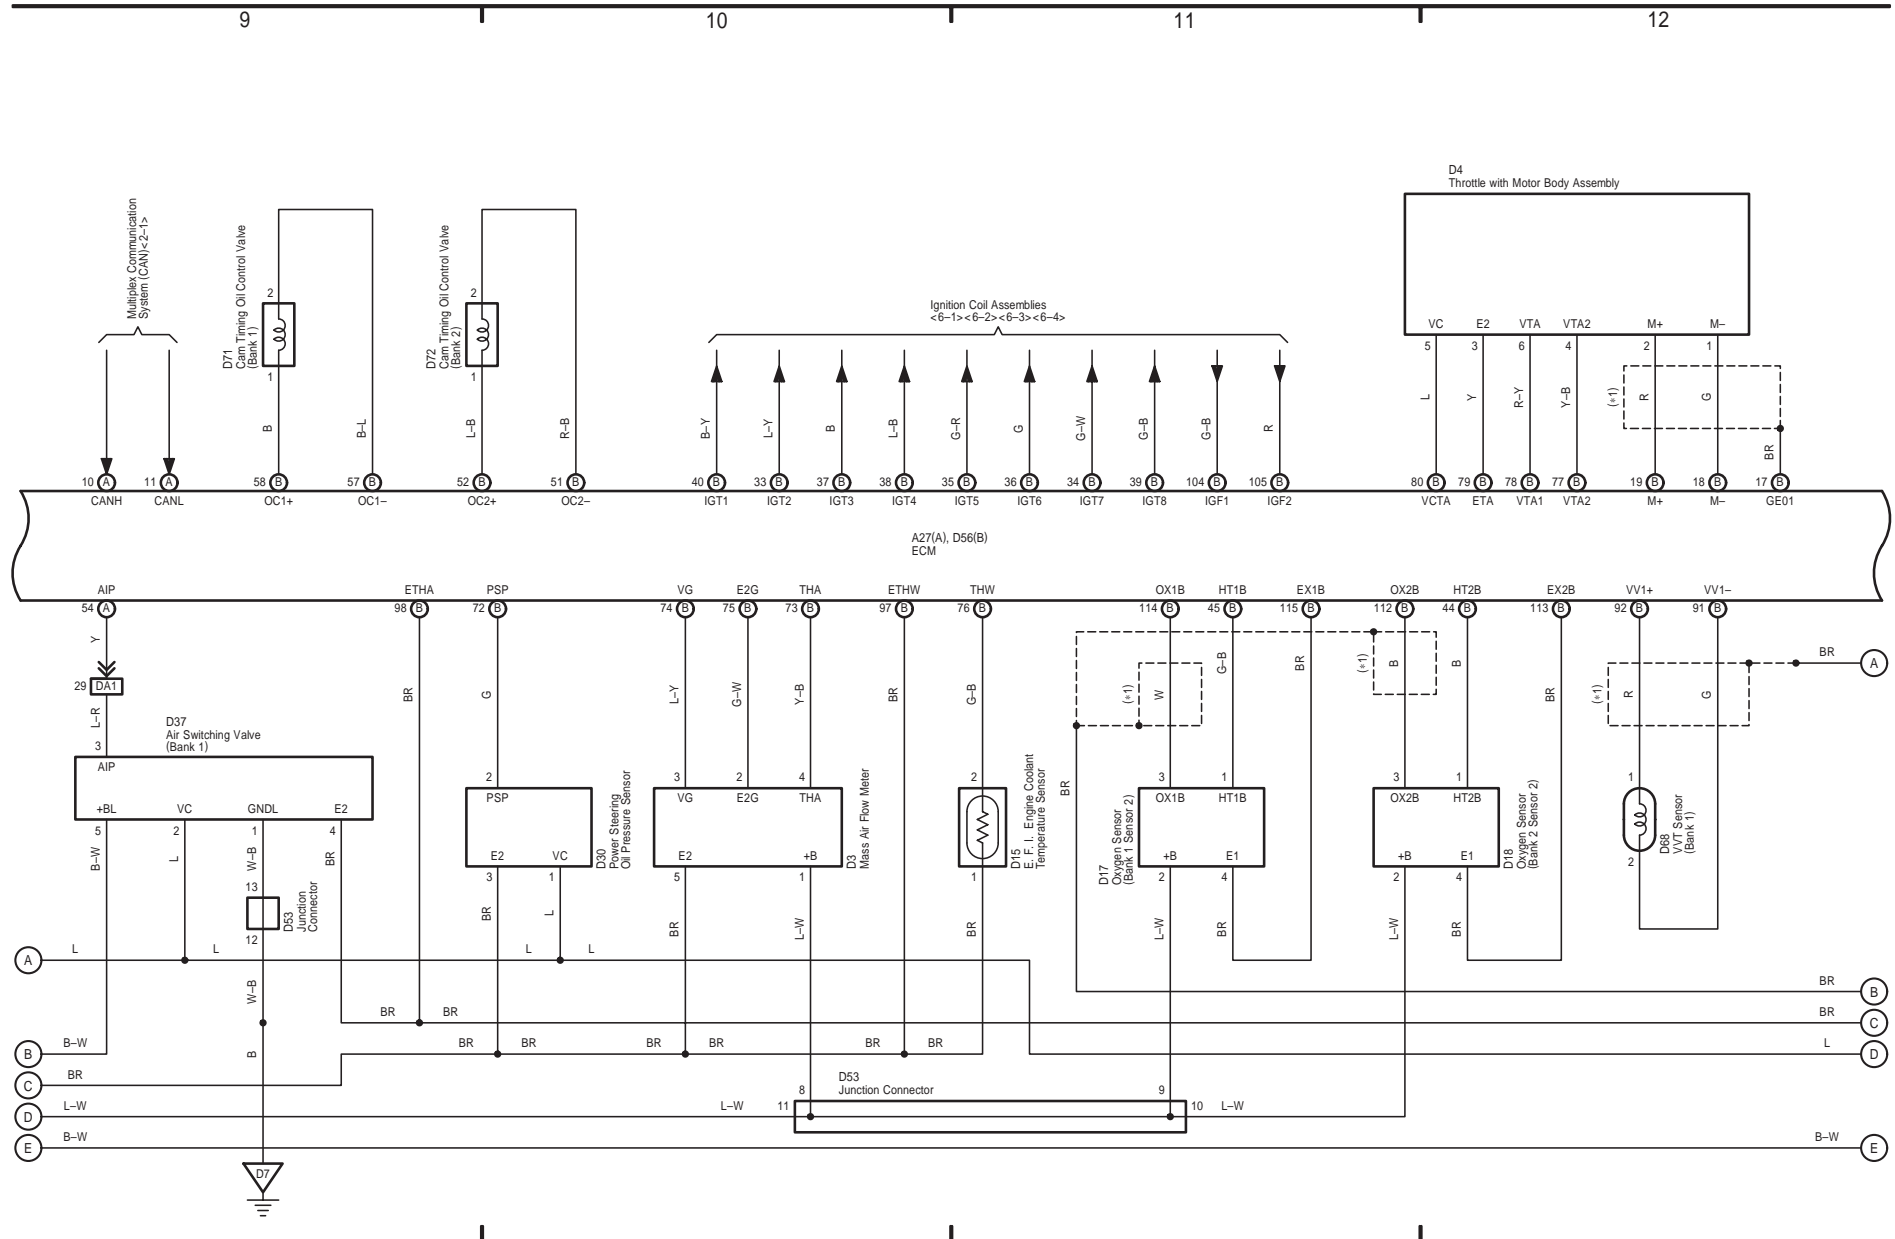 9 10 11 12
D4
Throttle with Motor Body Assembly
Multiplex Communication
System (CAN)<2–1>
D71
Cam Timing Oil Control Valve
(Bank 1)
D72
Cam Timing Oil Control Valve
(Bank 2)
2 2
1 1
Ignition Coil Assemblies
<6–1><6–2><6–3><6–4>
VC E2 VTA VTA2 M+ M–
5 3 6 4 2 1
B B–L L–B R–B B–Y L–Y B L–B G–R G G–W G–B G–B R L Y R–Y Y–B (∗1) R G BR
10 A 11 A 58 B 57 B 52 B 51 B 40 B 33 B 37 B 38 B 35 B 36 B 34 B 39 B 104 B 105 B 80 B 79 B 78 B 77 B 19 B 18 B 17 B
CANH CANL OC1+ OC1– OC2+ OC2– IGT1 IGT2 IGT3 IGT4 IGT5 IGT6 IGT7 IGT8 IGF1 IGF2 VCTA ETA VTA1 VTA2 M+ M– GE01
A27(A), D56(B)
ECM
AIP ETHA PSP VG E2G THA ETHW THW OX1B HT1B EX1B OX2B HT2B EX2B VV1+ VV1–
54 A 98 B 72 B 74 B 75 B 73 B 97 B 76 B 114 B 45 B 115 B 112 B 44 B 113 B 92 B 91 B
Y BR G L–Y G–W Y–B BR G–B (∗1) W G–B BR (∗1) B B BR (∗1) R G BR A
29 DA1
L–R
D37
Air Switching Valve
(Bank 1)
3
AIP
+BL VC GNDL E2
5 2 1 4
B–W L W–B BR
13
D53
Junction
Connector
12
2
PSP
E2 VC
3 1
D30
Power Steering
Oil Pressure Sensor
BR L
3 2 4
VG E2G THA
E2 +B
5 1
D3
Mass Air Flow Meter
BR L–W
2
1
D15
E. F. I. Engine Coolant
Temperature Sensor
BR
BR
3 1
OX1B HT1B
+B E1
2 4
D17
Oxygen Sensor
(Bank 1 Sensor 2)
L–W BR
3 1
OX2B HT2B
+B E1
2 4
D18
Oxygen Sensor
(Bank 2 Sensor 2)
L–W BR
1
2
D68
VVT Sensor
(Bank 1)
A L L L L
W–B
BR B
BR BR BR C
B
B B–W BR BR BR BR BR BR L D
C BR
D53
Junction Connector
8 9
D L–W L–W 11 10 L–W
E B–W B–W E
D7